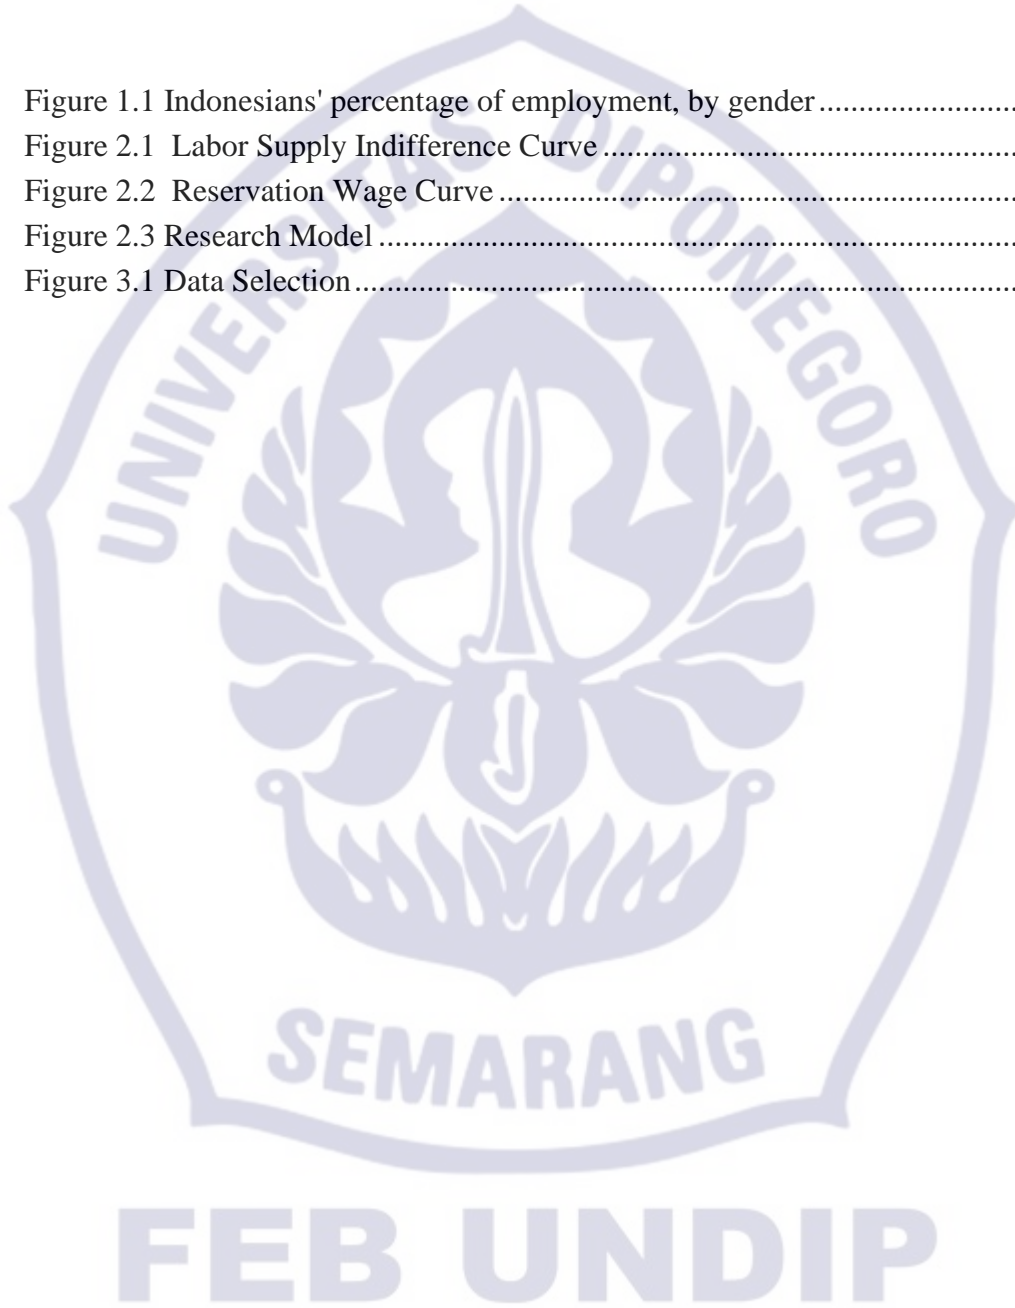 Figure 1.1 Indonesians' percentage of employment, by gender........................
Figure 2.1  Labor Supply Indifference Curve....................................................
Figure 2.2  Reservation Wage Curve.................................................................
Figure 2.3 Research Model................................................................................
Figure 3.1 Data Selection...................................................................................
UNIVERSITAS DIPONEGORO
SEMARANG
FEB UNDIP